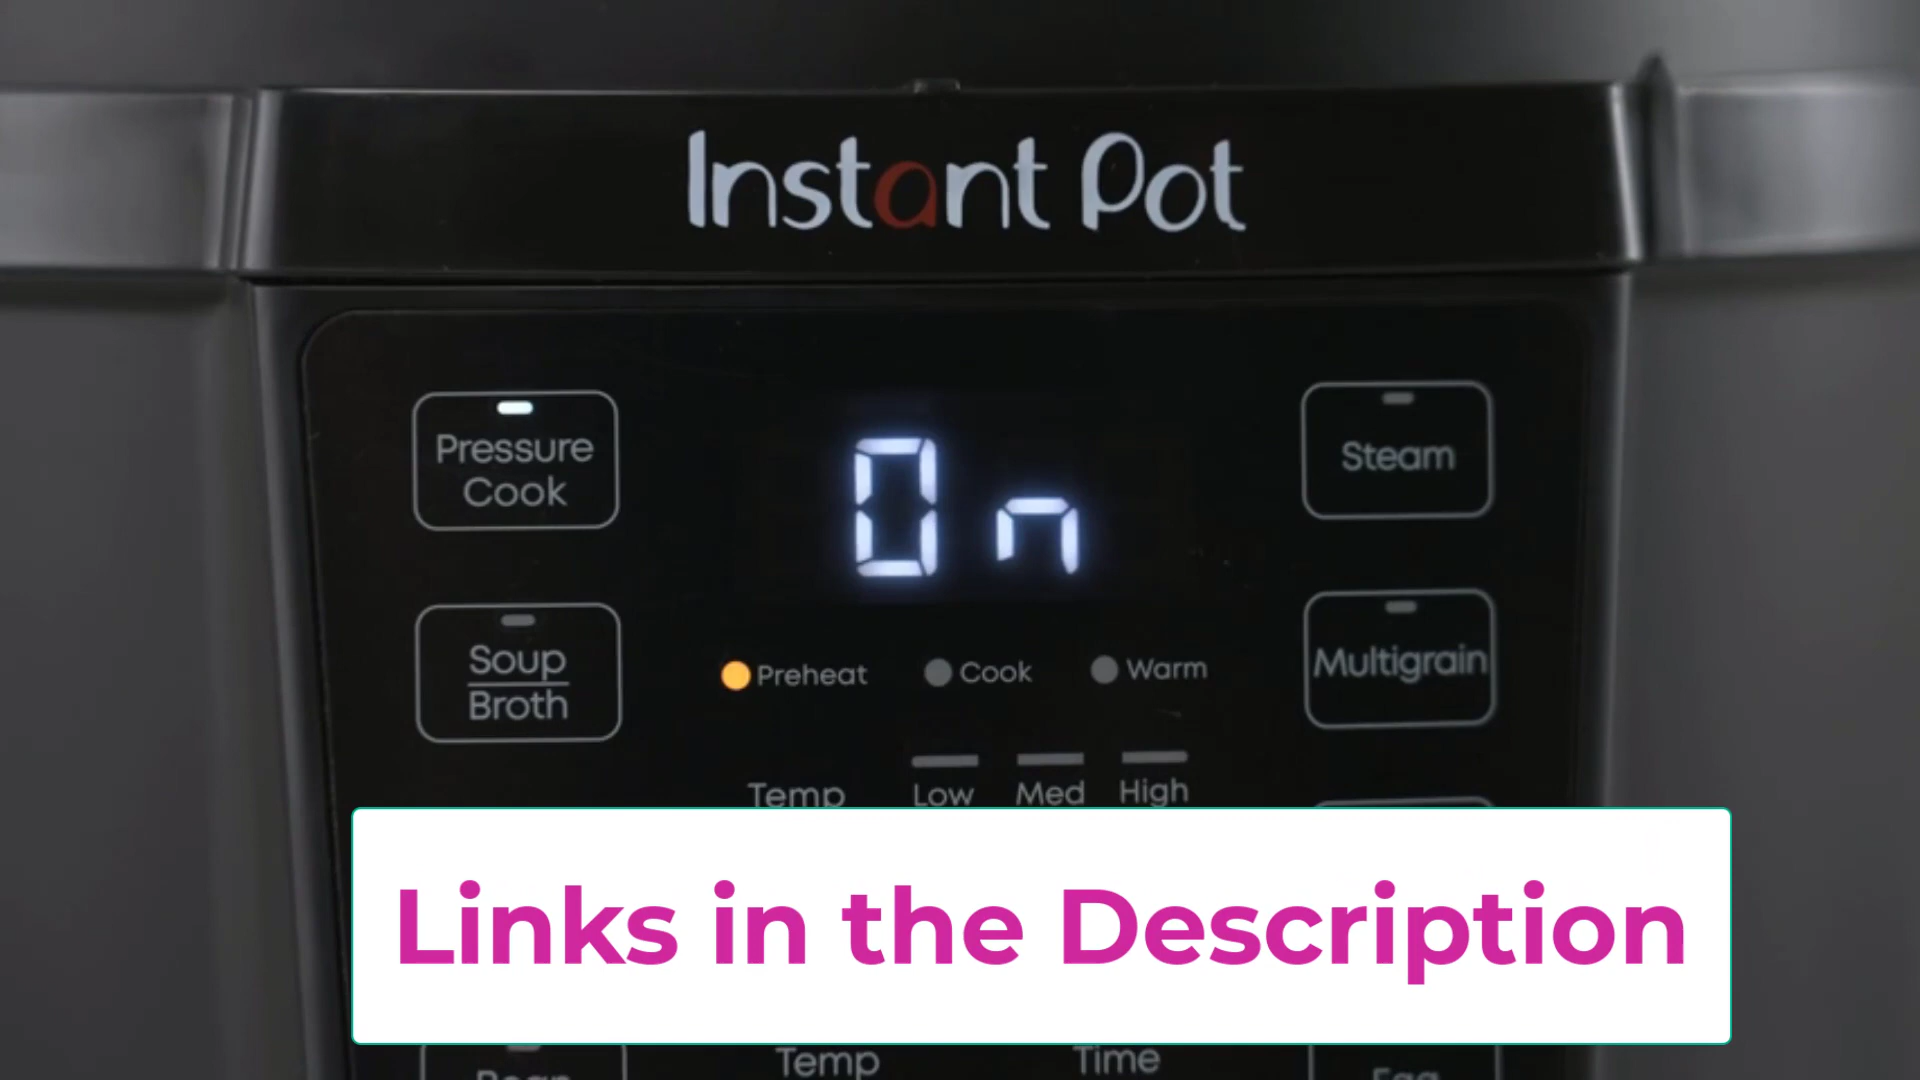 Instant Pot
Pressure
Cook
On
Steam
Soup
Broth
Preheat
Cook
Warm
Multigrain
Temp
Low
Med
High
Links in the Description
Temp
Time